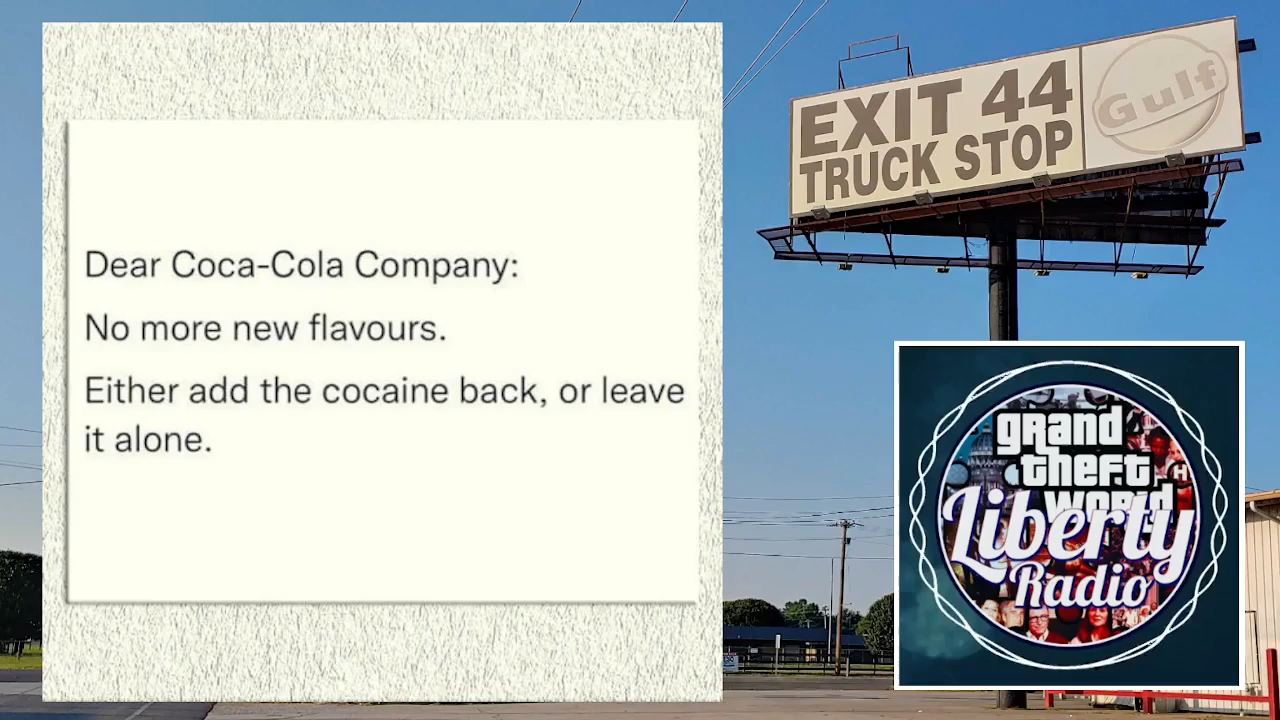 Dear Coca-Cola Company:
No more new flavours.
Either add the cocaine back, or leave
it alone.
EXIT 44
TRUCK STOP
Gulf
grand
theft
world
Liberty
Radio
H